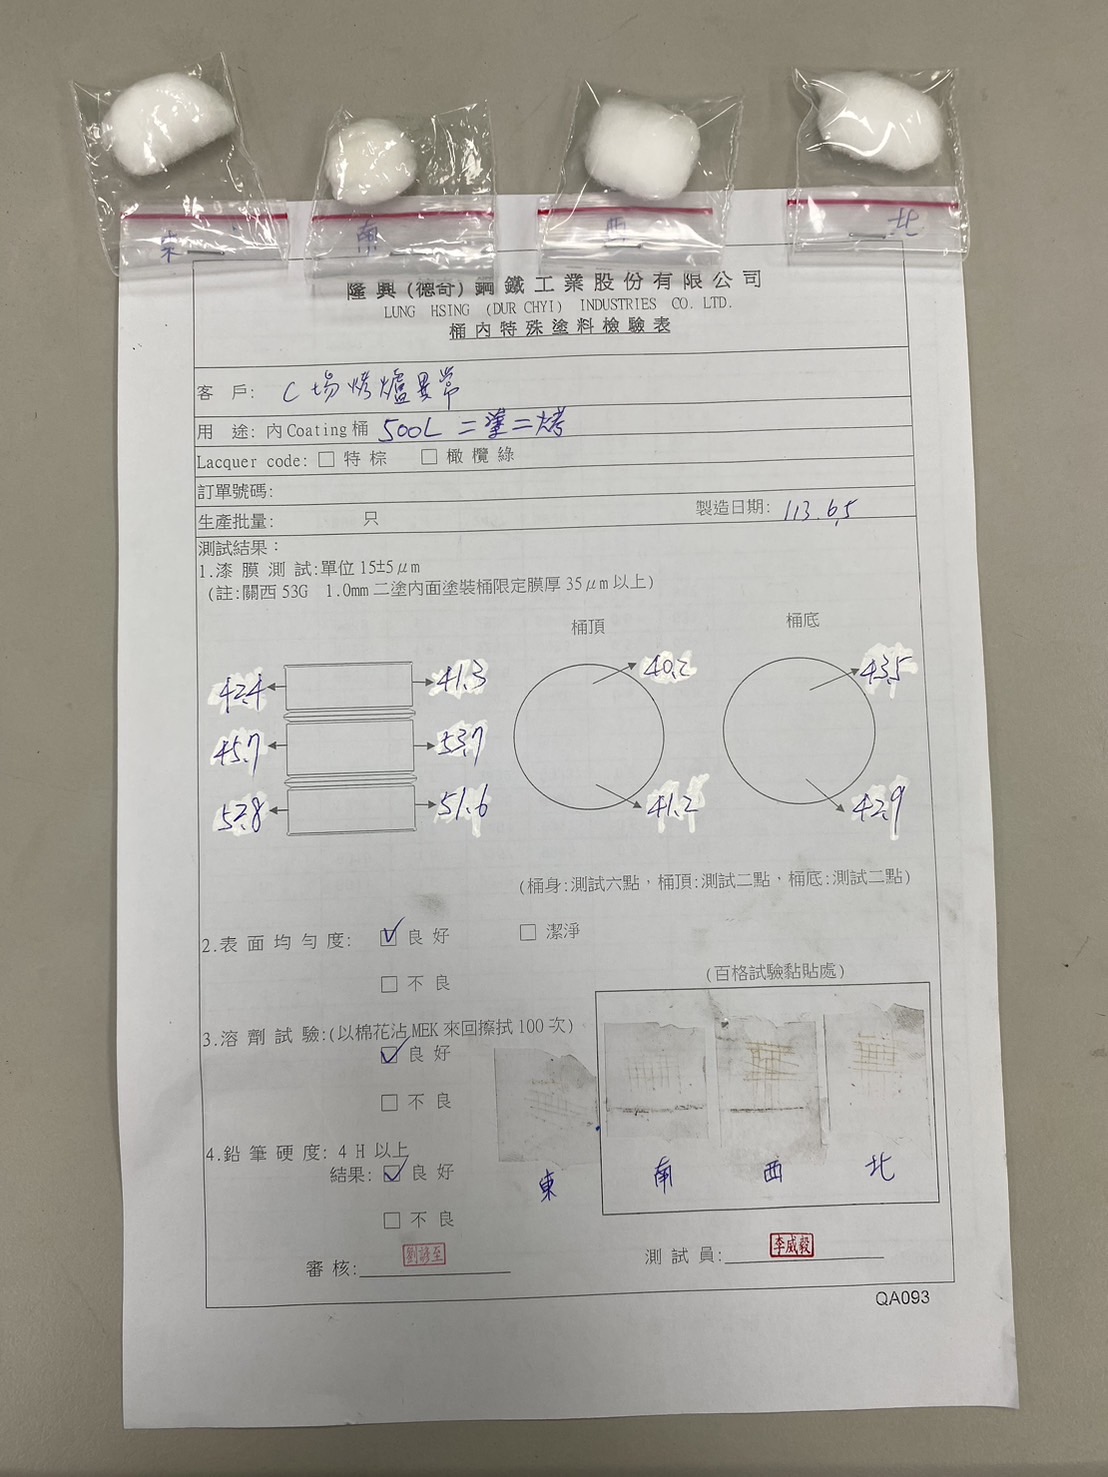 東
南
西
北
隆興(德奇)鋼鐵工業股份有限公司
LUNG HSING (DUR CHYI) INDUSTRIES CO. LTD.
桶內特殊塗料檢驗表
客 戶: C場烤爐異常
用 途: 內Coating桶 500L 二塗二烤
Lacquer code: □ 特棕 □ 橄欖綠
訂單號碼:
生產批量: 只 製造日期: 113.6.5
測試結果:
1.漆膜測試:單位 15±5μm
(註:關西 53G 1.0mm 二塗內面塗裝桶限定膜厚 35μm 以上)
桶頂 桶底
42.4 41.3 40.2 43.5
45.7 53.7
52.8 51.6 41.2 42.9
(桶身:測試六點,桶頂:測試二點、桶底:測試二點)
2.表面均勻度: ☑ 良好 □ 潔淨
□ 不良
(百格試驗黏貼處)
3.溶劑試驗:(以棉花沾 MEK 來回擦拭 100 次)
☑ 良好
□ 不良
4.鉛筆硬度: 4 H 以上
結果: ☑ 良好
東 南 西 北
□ 不良
審核: 劉諺至 測試員: 李威毅
QA093